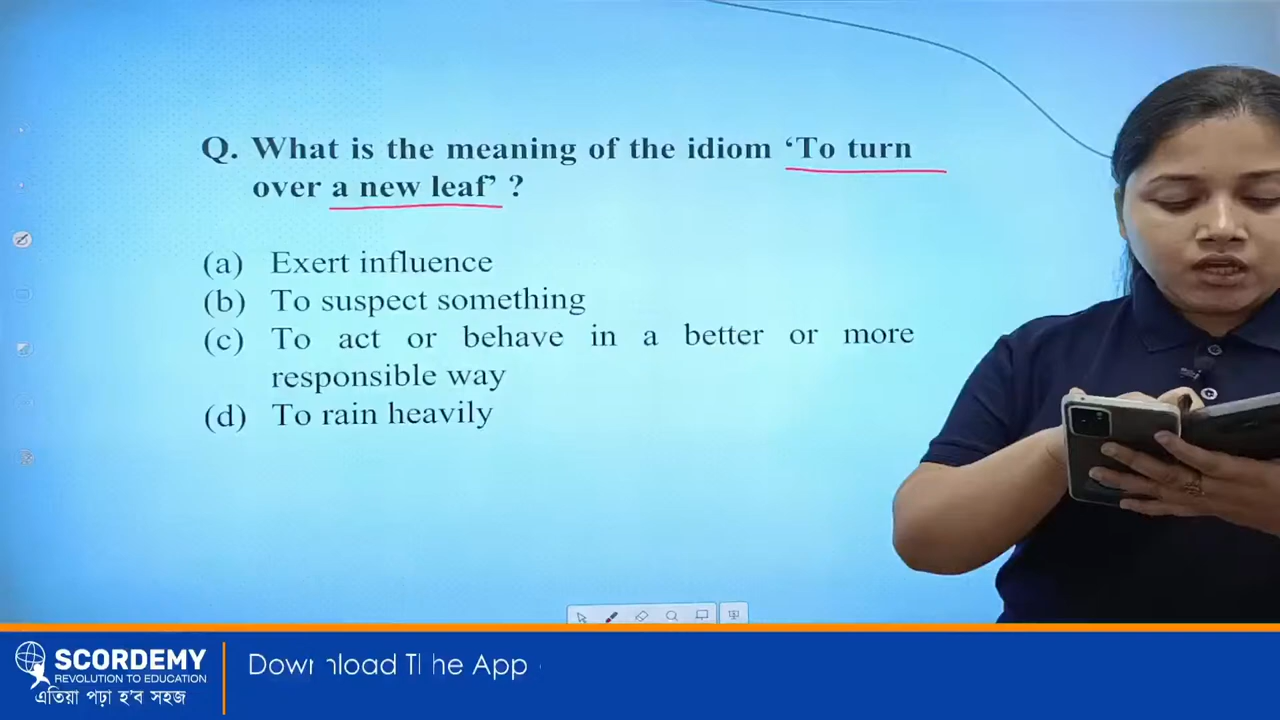 Q. What is the meaning of the idiom ‘To turn
over a new leaf’ ?
(a) Exert influence
(b) To suspect something
(c) To act or behave in a better or more
responsible way
(d) To rain heavily
SCORDEMY
REVOLUTION TO EDUCATION
এতিয়া পঢ়া হ'ব সহজ
Download The App